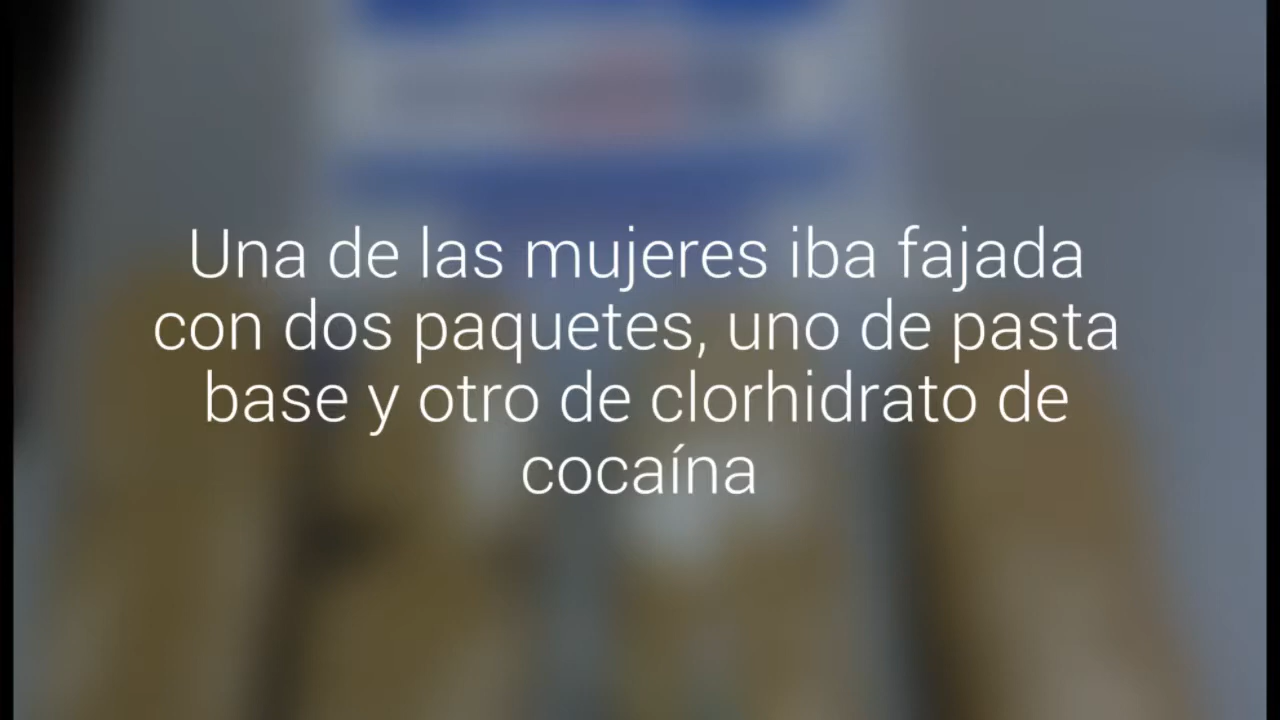 Una de las mujeres iba fajada
con dos paquetes, uno de pasta
base y otro de clorhidrato de
cocaína